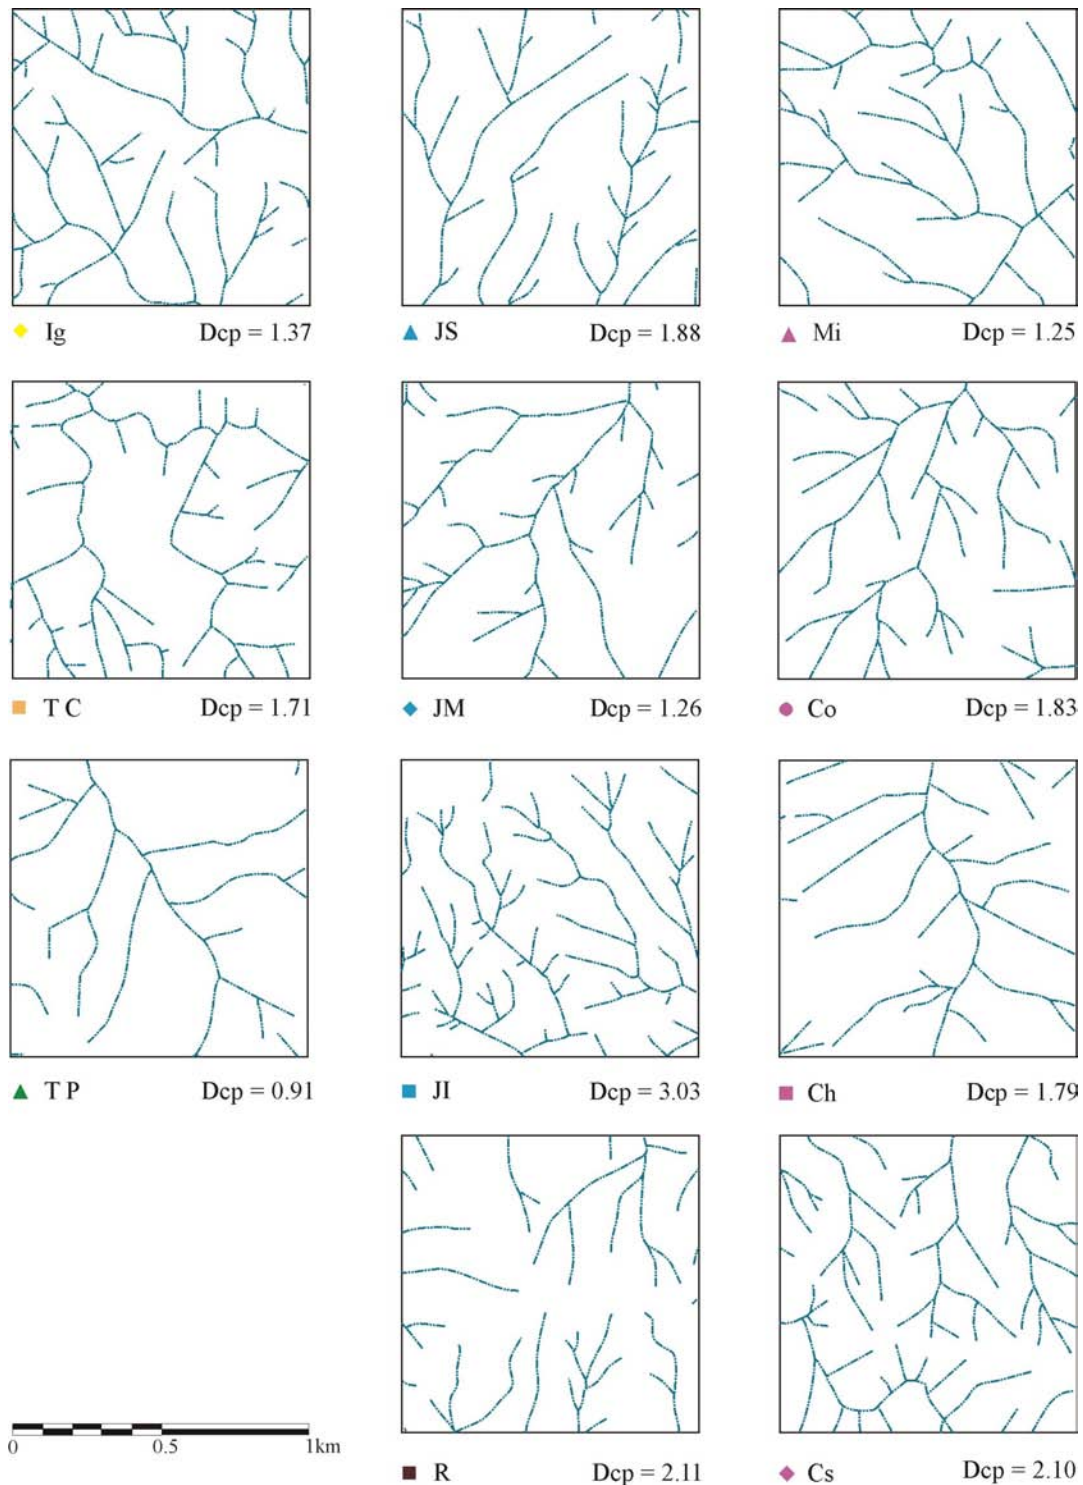 Ig Dcp = 1.37
JS Dcp = 1.88
Mi Dcp = 1.25
T C Dcp = 1.71
JM Dcp = 1.26
Co Dcp = 1.83
T P Dcp = 0.91
JI Dcp = 3.03
Ch Dcp = 1.79
0 0.5 1km
R Dcp = 2.11
Cs Dcp = 2.10